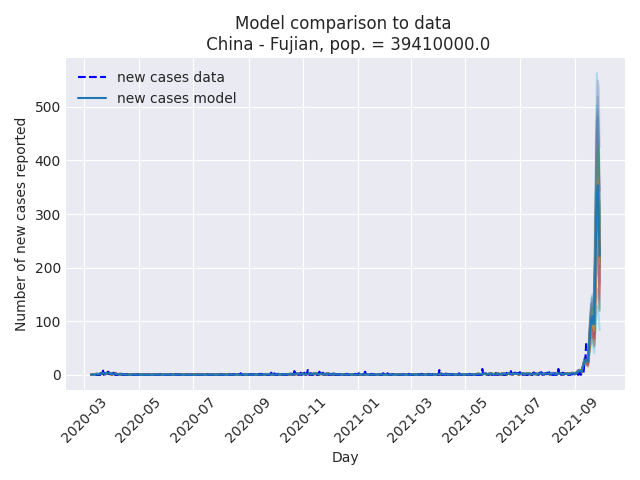 Model comparison to data
China - Fujian, pop. = 39410000.0
new cases data
new cases model
Number of new cases reported
500
400
300
200
100
0
2020-03
2020-05
2020-07
2020-09
2020-11
2021-01
2021-03
2021-05
2021-07
2021-09
Day